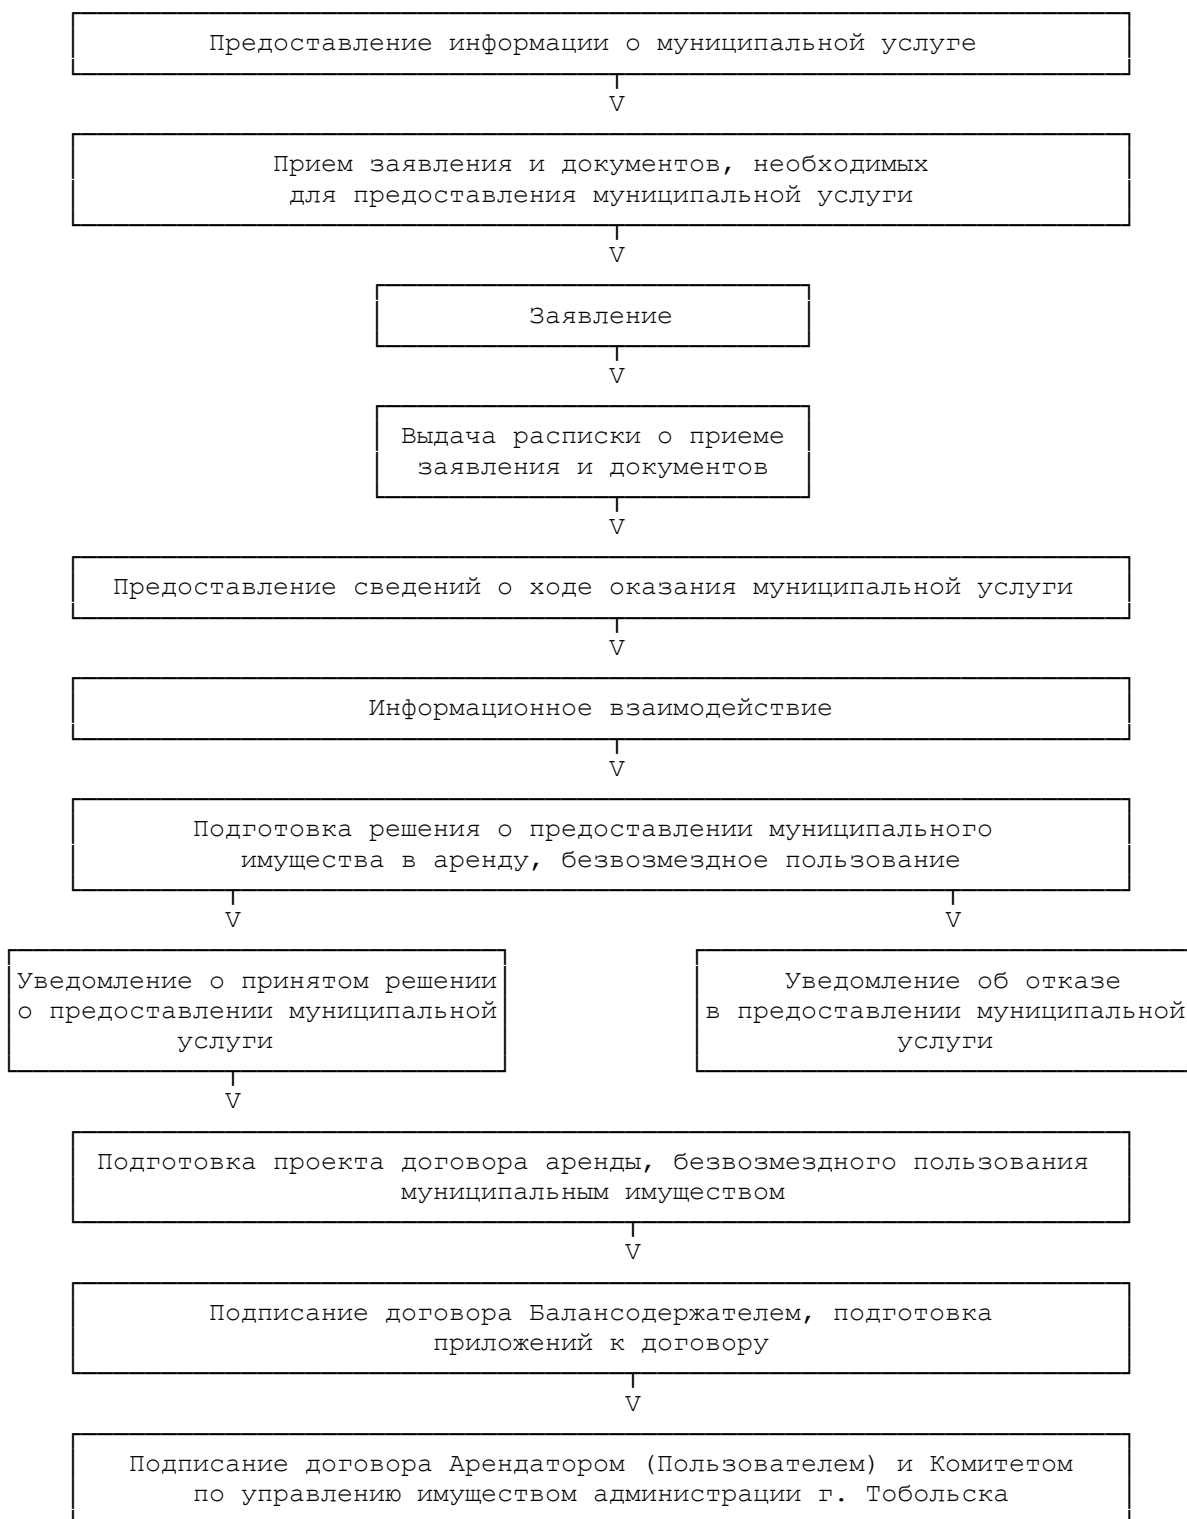 Предоставление информации о муниципальной услуге
V
Прием заявления и документов, необходимых
для предоставления муниципальной услуги
V
Заявление
V
Выдача расписки о приеме
заявления и документов
V
Предоставление сведений о ходе оказания муниципальной услуги
V
Информационное взаимодействие
V
Подготовка решения о предоставлении муниципального
имущества в аренду, безвозмездное пользование
V
V
Уведомление о принятом решении
о предоставлении муниципальной
услуги
Уведомление об отказе
в предоставлении муниципальной
услуги
V
Подготовка проекта договора аренды, безвозмездного пользования
муниципальным имуществом
V
Подписание договора Балансодержателем, подготовка
приложений к договору
V
Подписание договора Арендатором (Пользователем) и Комитетом
по управлению имуществом администрации г. Тобольска